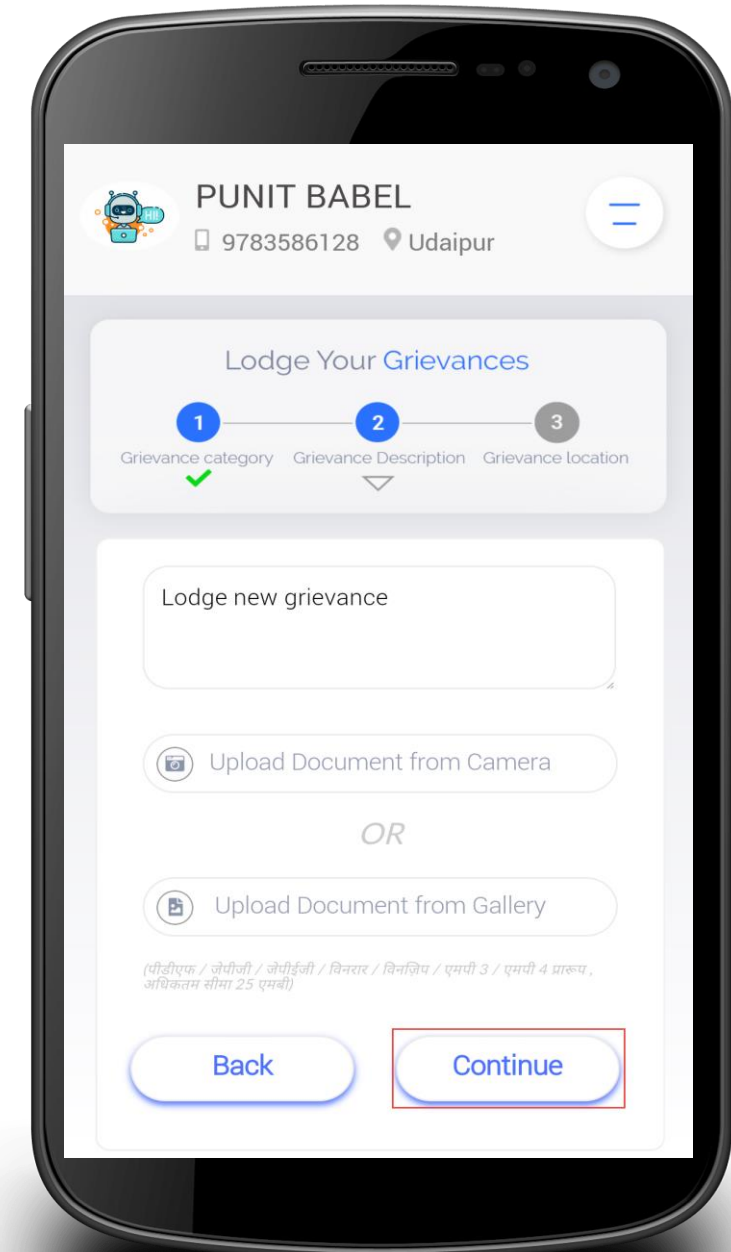 HI!
PUNIT BABEL
9783586128 Udaipur
Lodge Your Grievances
1 2 3
Grievance category Grievance Description Grievance location
Lodge new grievance
Upload Document from Camera
OR
Upload Document from Gallery
(पीडीएफ / जेपीजी / जेपीईजी / विनरार / विनज़िप / एमपी 3 / एमपी 4 प्रारूप ,
अधिकतम सीमा 25 एमबी)
Back Continue